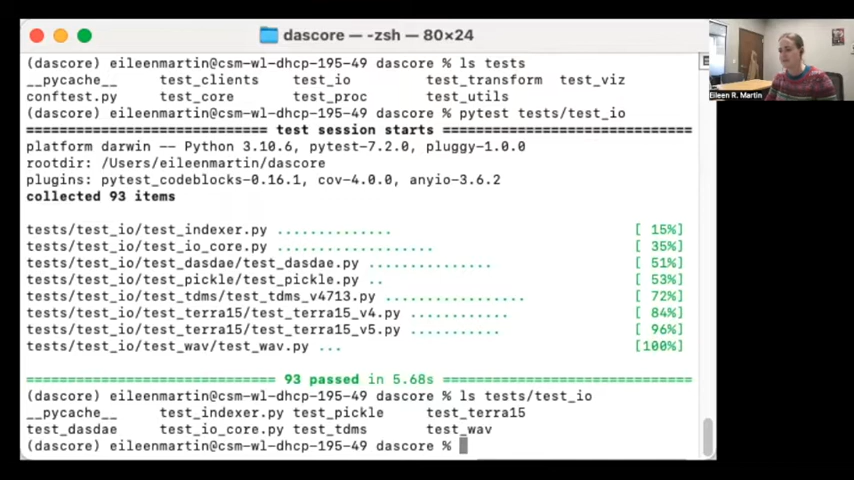 dascore — -zsh — 80×24
(dascore) eileenmartin@csm-wl-dhcp-195-49 dascore % ls tests
__pycache__ test_clients test_io test_transform test_viz
conftest.py test_core test_proc test_utils
(dascore) eileenmartin@csm-wl-dhcp-195-49 dascore % pytest tests/test_io
============================= test session starts ==============================
platform darwin -- Python 3.10.6, pytest-7.2.0, pluggy-1.0.0
rootdir: /Users/eileenmartin/dascore
plugins: pytest_codeblocks-0.16.1, cov-4.0.0, anyio-3.6.2
collected 93 items
tests/test_io/test_indexer.py .............. [ 15%]
tests/test_io/test_io_core.py ................... [ 35%]
tests/test_io/test_dasdae/test_dasdae.py ............... [ 51%]
tests/test_io/test_pickle/test_pickle.py .. [ 53%]
tests/test_io/test_tdms/test_tdms_v4713.py ................. [ 72%]
tests/test_io/test_terra15/test_terra15_v4.py ............ [ 84%]
tests/test_io/test_terra15/test_terra15_v5.py ........... [ 96%]
tests/test_io/test_wav/test_wav.py ... [100%]
============================== 93 passed in 5.68s ==============================
(dascore) eileenmartin@csm-wl-dhcp-195-49 dascore % ls tests/test_io
__pycache__ test_indexer.py test_pickle test_terra15
test_dasdae test_io_core.py test_tdms test_wav
(dascore) eileenmartin@csm-wl-dhcp-195-49 dascore %
Eileen R. Martin